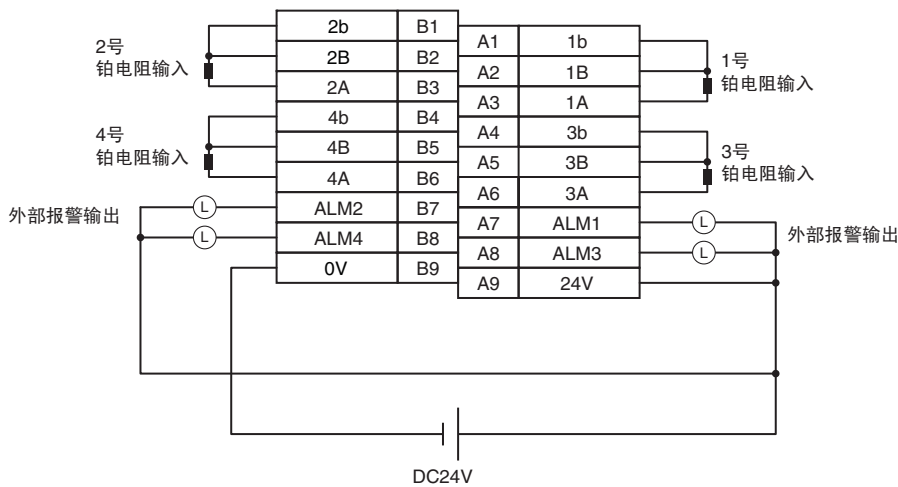 2b B1
2B B2
2A B3
4b B4
4B B5
4A B6
ALM2 B7
ALM4 B8
0V B9
A1 1b
A2 1B
A3 1A
A4 3b
A5 3B
A6 3A
A7 ALM1
A8 ALM3
A9 24V
2号
铂电阻输入
4号
铂电阻输入
外部报警输出
L
L
1号
铂电阻输入
3号
铂电阻输入
L
L
外部报警输出
DC24V